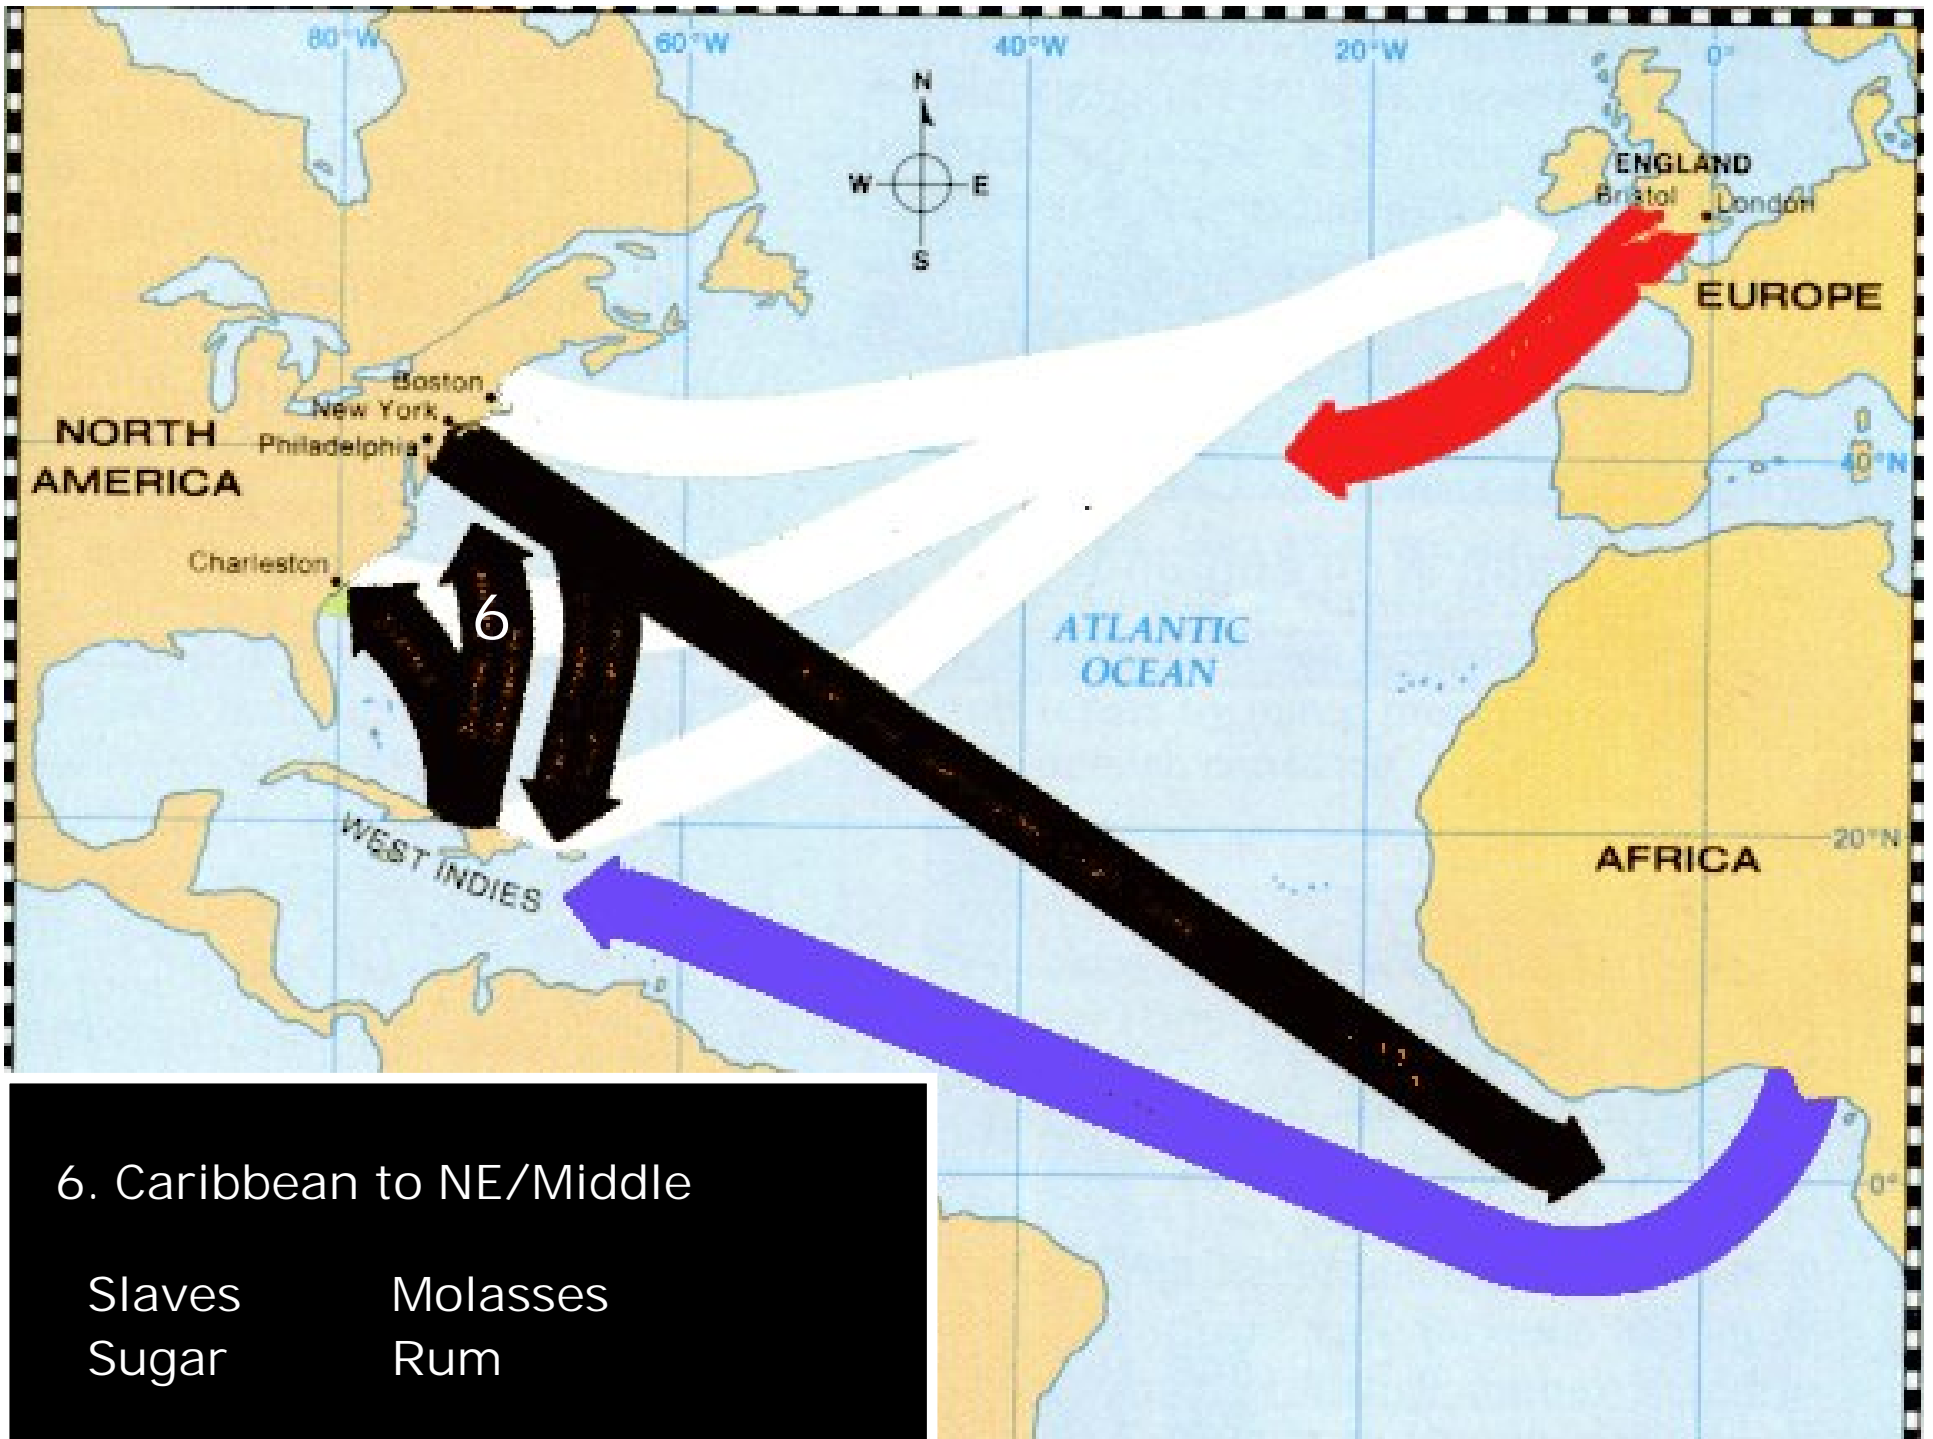 80°W 60°W 40°W 20°W 0°
N
W E
S
ENGLAND
Bristol London
EUROPE
Boston
New York
Philadelphia
NORTH
AMERICA
40°N
Charleston
6
ATLANTIC
OCEAN
WEST INDIES
20°N
AFRICA
0°
6. Caribbean to NE/Middle
Slaves Molasses
Sugar Rum